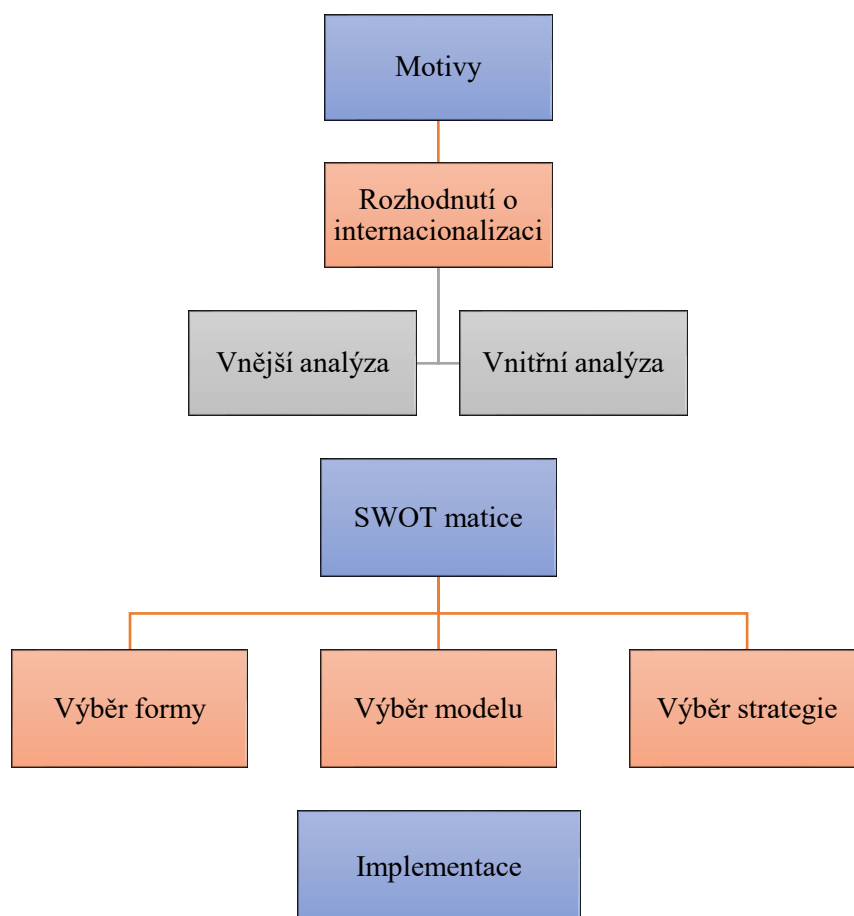 Motivy
Rozhodnutí o
internacionalizaci
Vnější analýza
Vnitřní analýza
SWOT matice
Výběr formy
Výběr modelu
Výběr strategie
Implementace